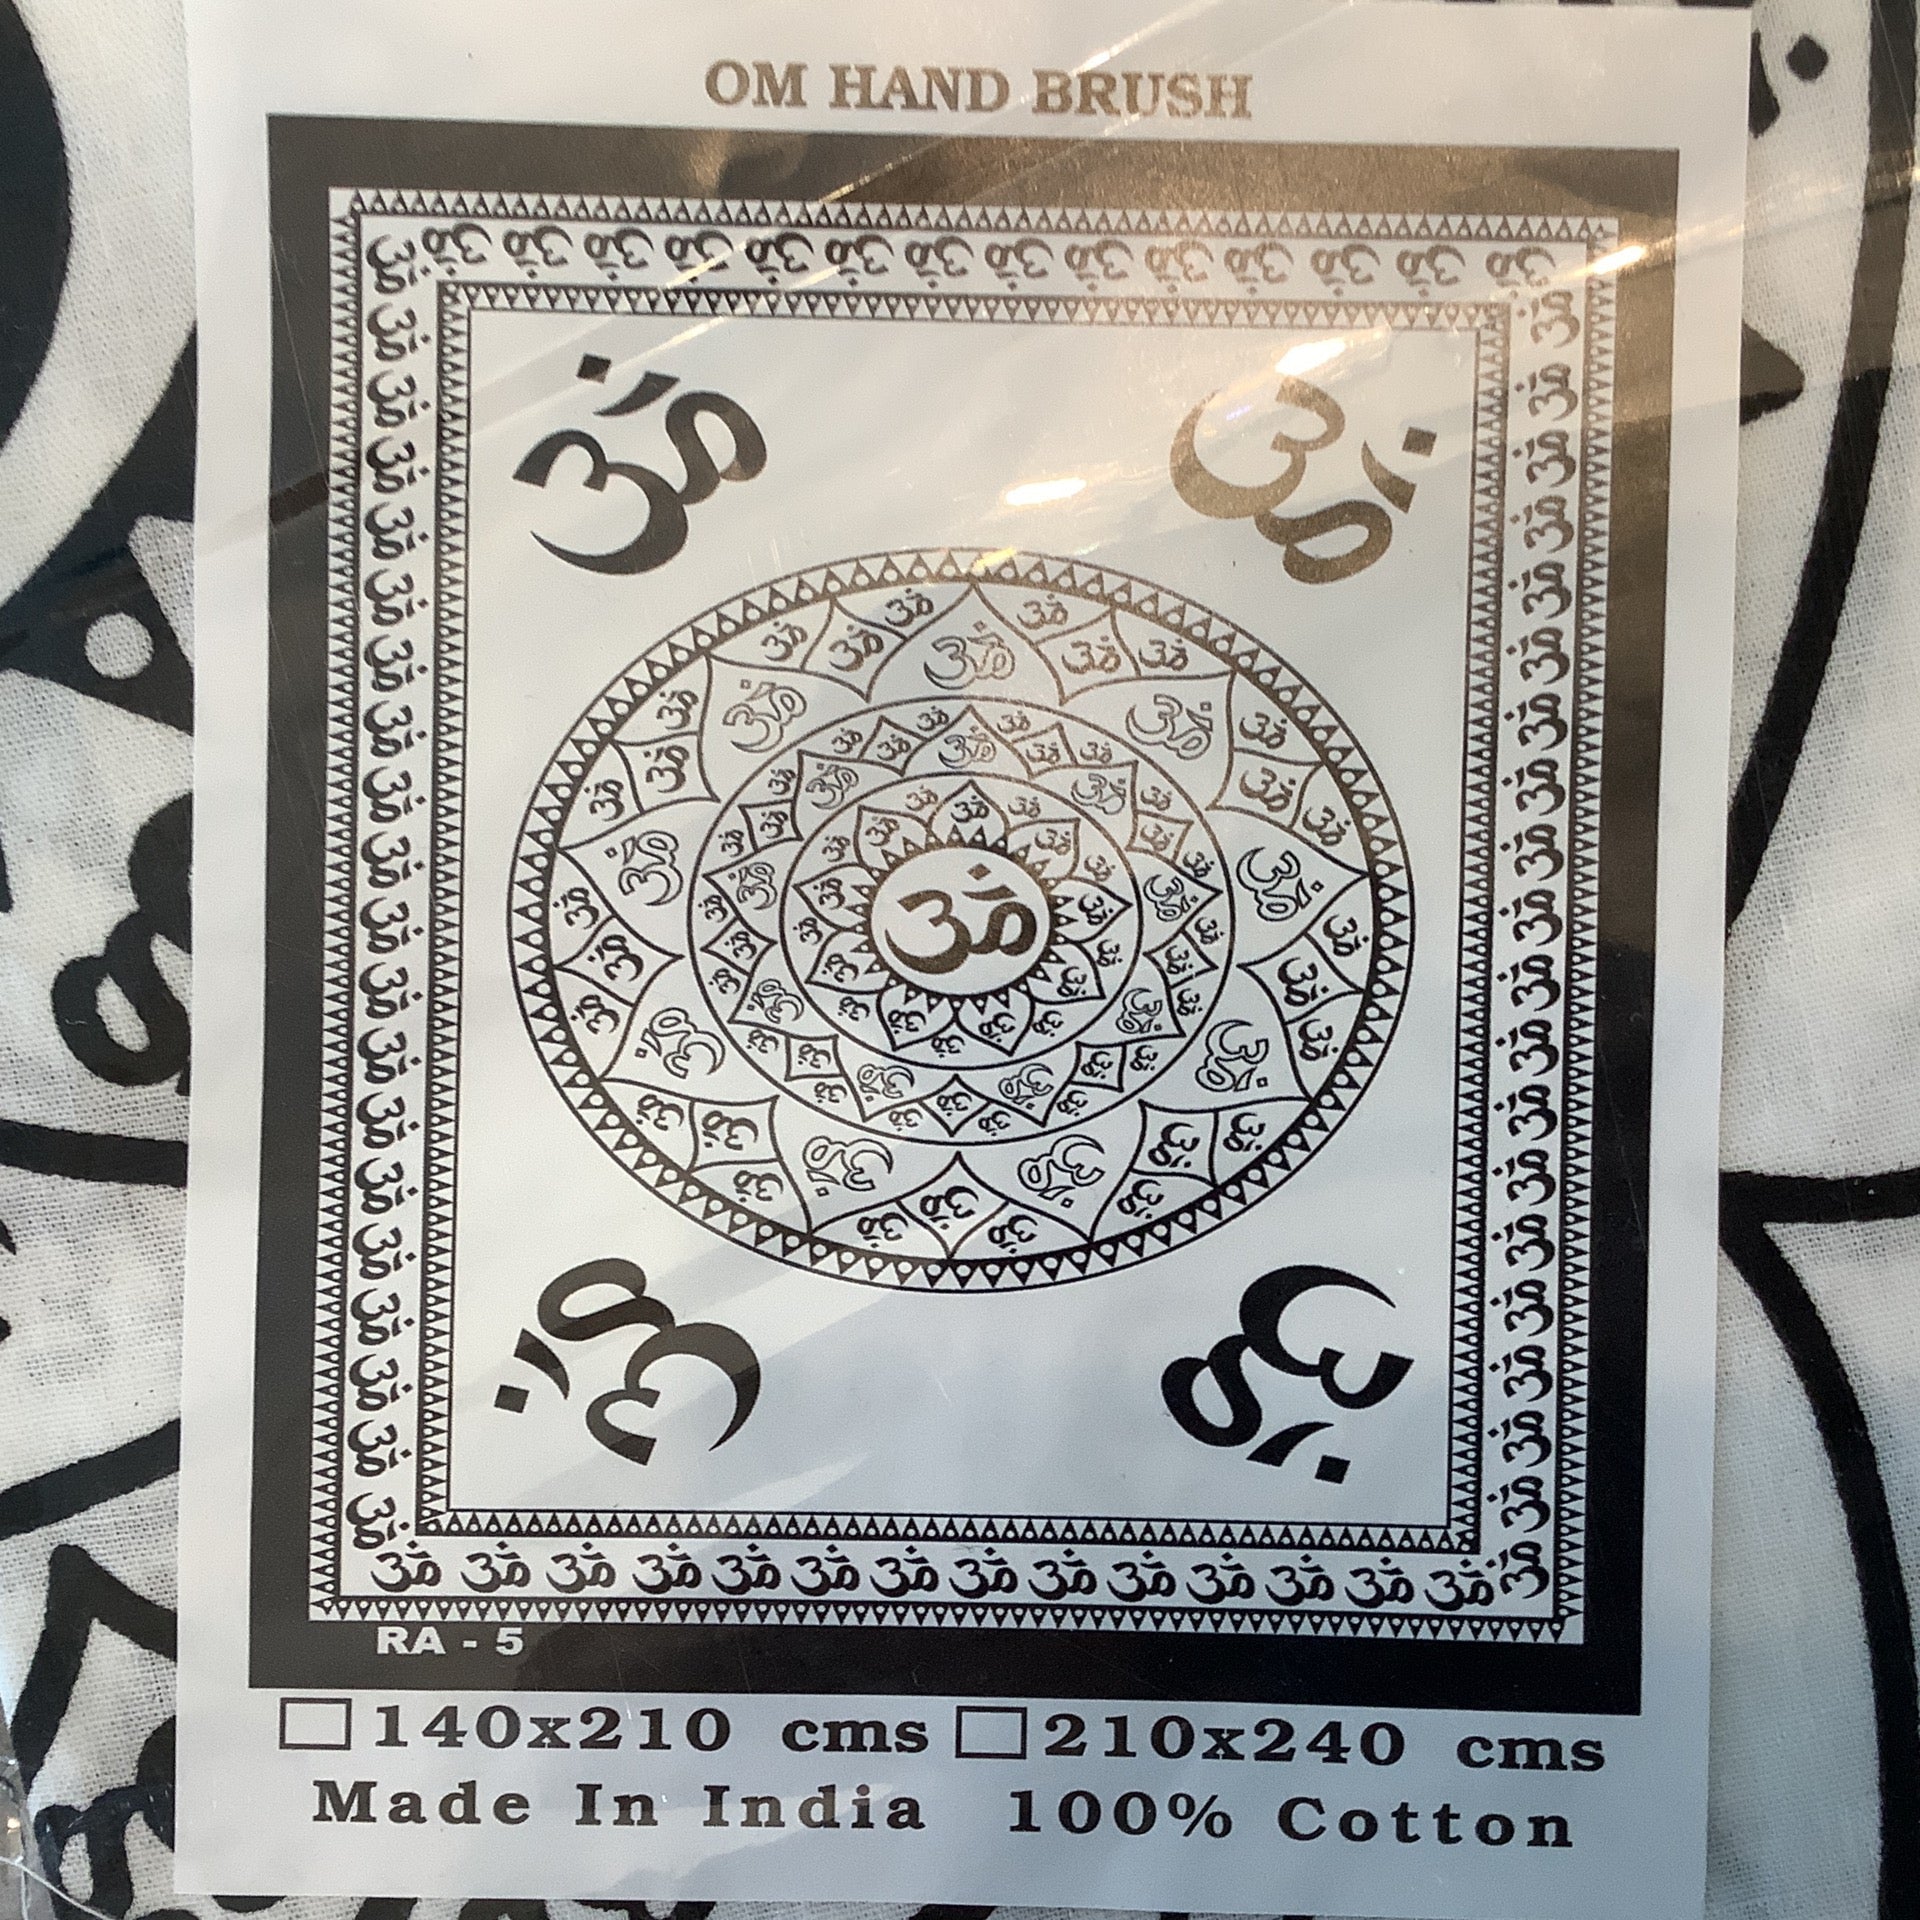 OM HAND BRUSH
RA - 5
140x210 cms 210x240 cms
Made In India 100% Cotton